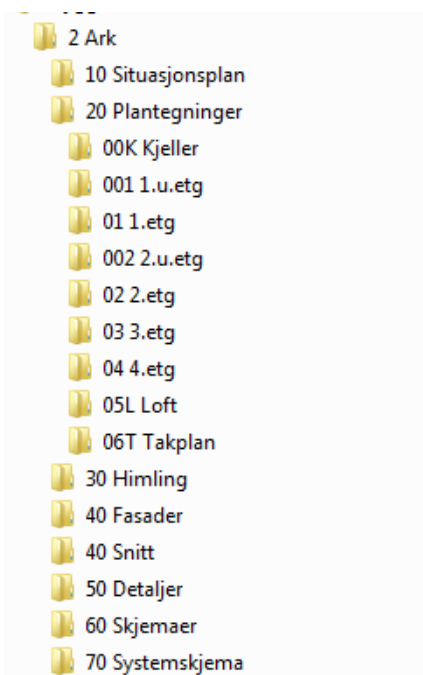 2 Ark
10 Situasjonsplan
20 Plantegninger
00K Kjeller
001 1.u.etg
01 1.etg
002 2.u.etg
02 2.etg
03 3.etg
04 4.etg
05L Loft
06T Takplan
30 Himling
40 Fasader
40 Snitt
50 Detaljer
60 Skjemaer
70 Systemskjema